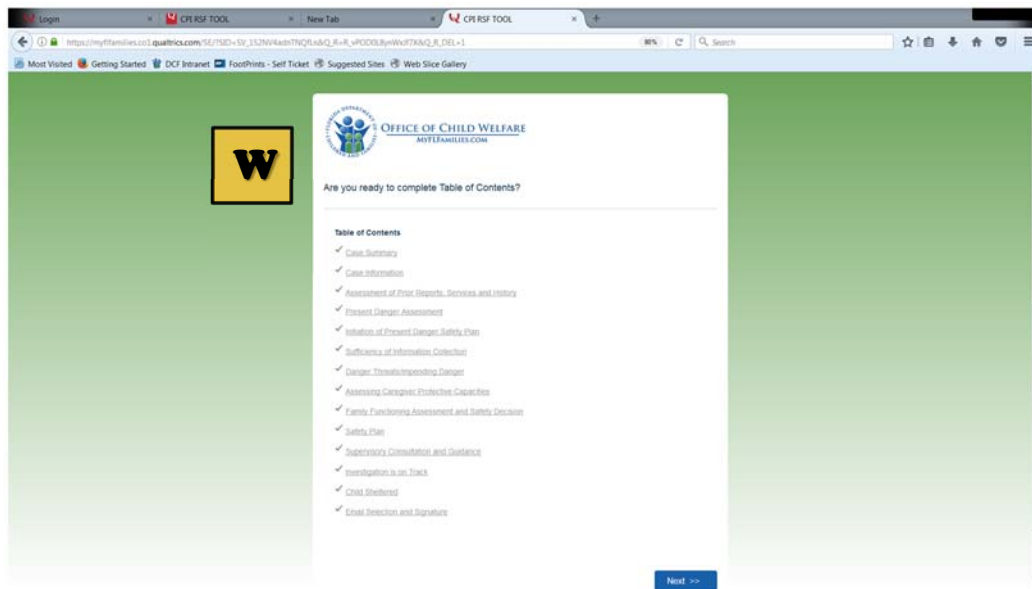 Login
CPI RSF TOOL
New Tab
CPI RSF TOOL
80%
Search
Most Visited Getting Started DCF Intranet FootPrints - Self Ticket Suggested Sites Web Slice Gallery
OFFICE OF CHILD WELFARE
MYFLFAMILIES.COM
W
Are you ready to complete Table of Contents?
Table of Contents
Case Summary
Case Information
Assessment of Prior Reports, Services and History
Present Danger Assessment
Initiation of Present Danger Safety Plan
Sufficiency of Information Collection
Danger Threats/Impending Danger
Assessing Caregiver Protective Capacities
Family Functioning Assessment and Safety Decision
Safety Plan
Supervisory Consultation and Guidance
Investigation is on Track
Child Sheltered
Email Selection and Signature
Next >>